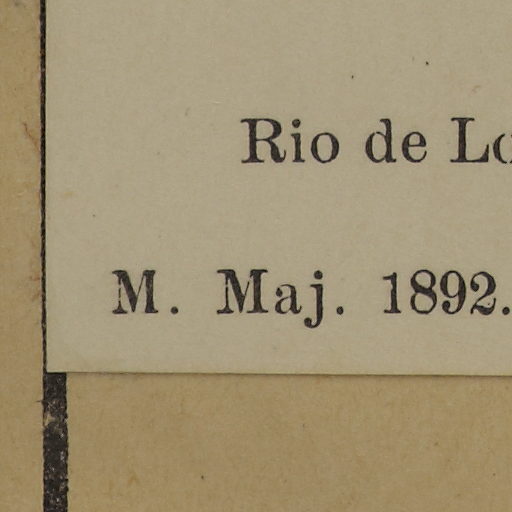 Rio de
M. Maj. 1892.